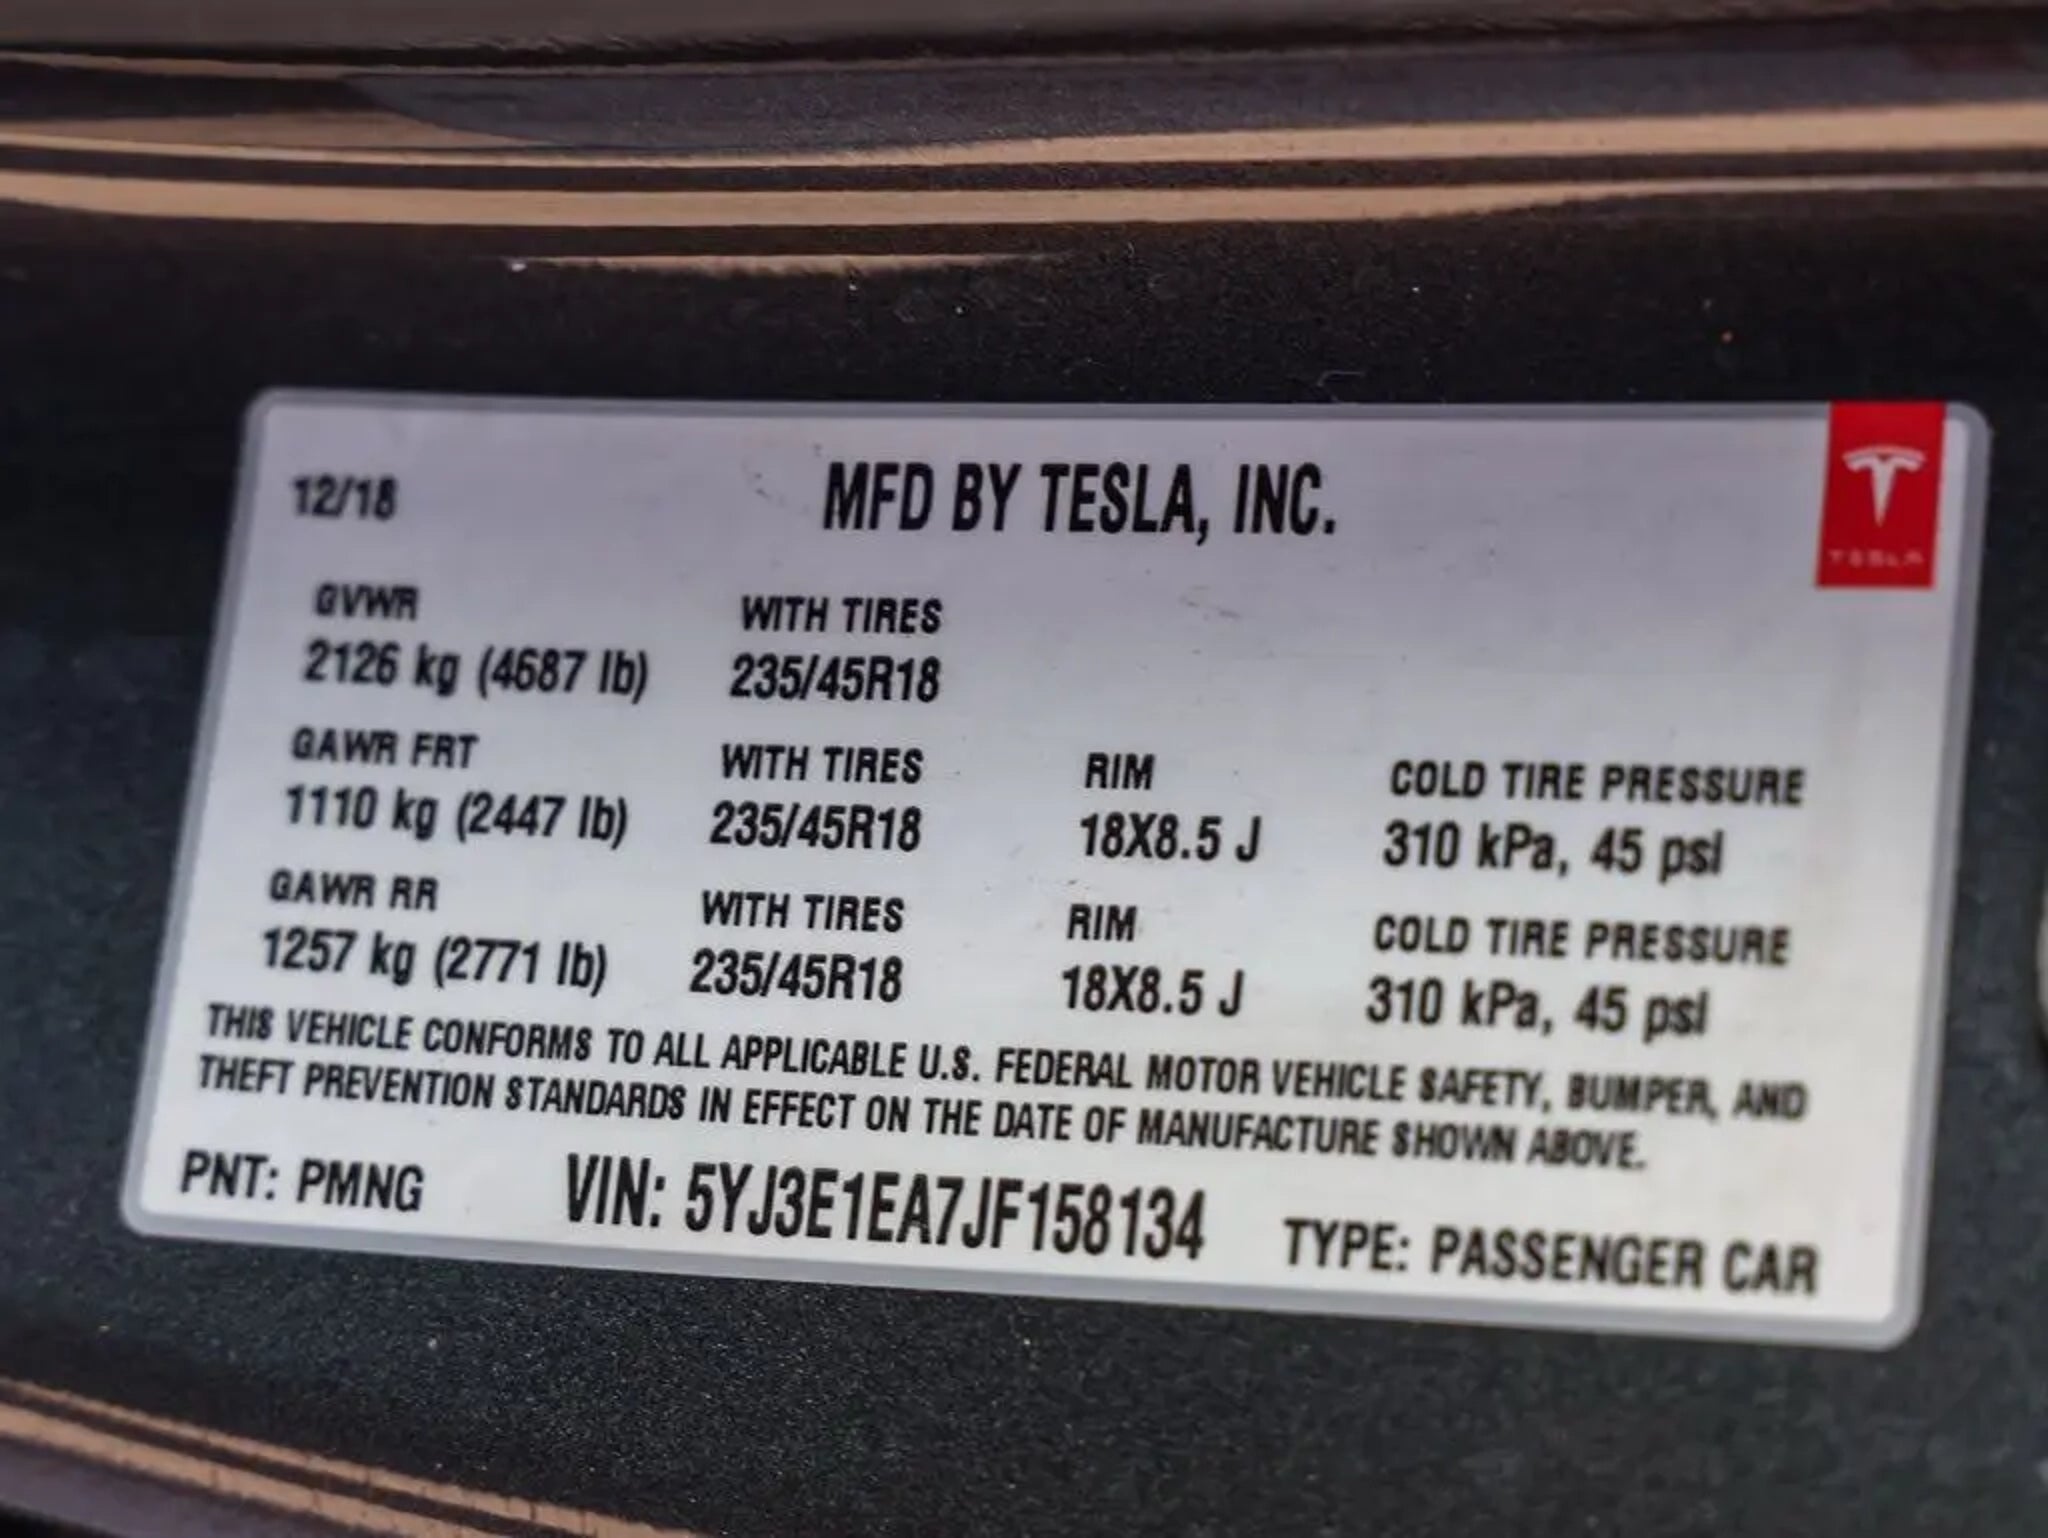 12/18 MFD BY TESLA, INC.
TESLA
GVWR WITH TIRES
2126 kg (4687 lb) 235/45R18
GAWR FRT WITH TIRES RIM COLD TIRE PRESSURE
1110 kg (2447 lb) 235/45R18 18X8.5 J 310 kPa, 45 psi
GAWR RR WITH TIRES RIM COLD TIRE PRESSURE
1257 kg (2771 lb) 235/45R18 18X8.5 J 310 kPa, 45 psi
THIS VEHICLE CONFORMS TO ALL APPLICABLE U.S. FEDERAL MOTOR VEHICLE SAFETY, BUMPER, AND
THEFT PREVENTION STANDARDS IN EFFECT ON THE DATE OF MANUFACTURE SHOWN ABOVE.
PNT: PMNG VIN: 5YJ3E1EA7JF158134 TYPE: PASSENGER CAR